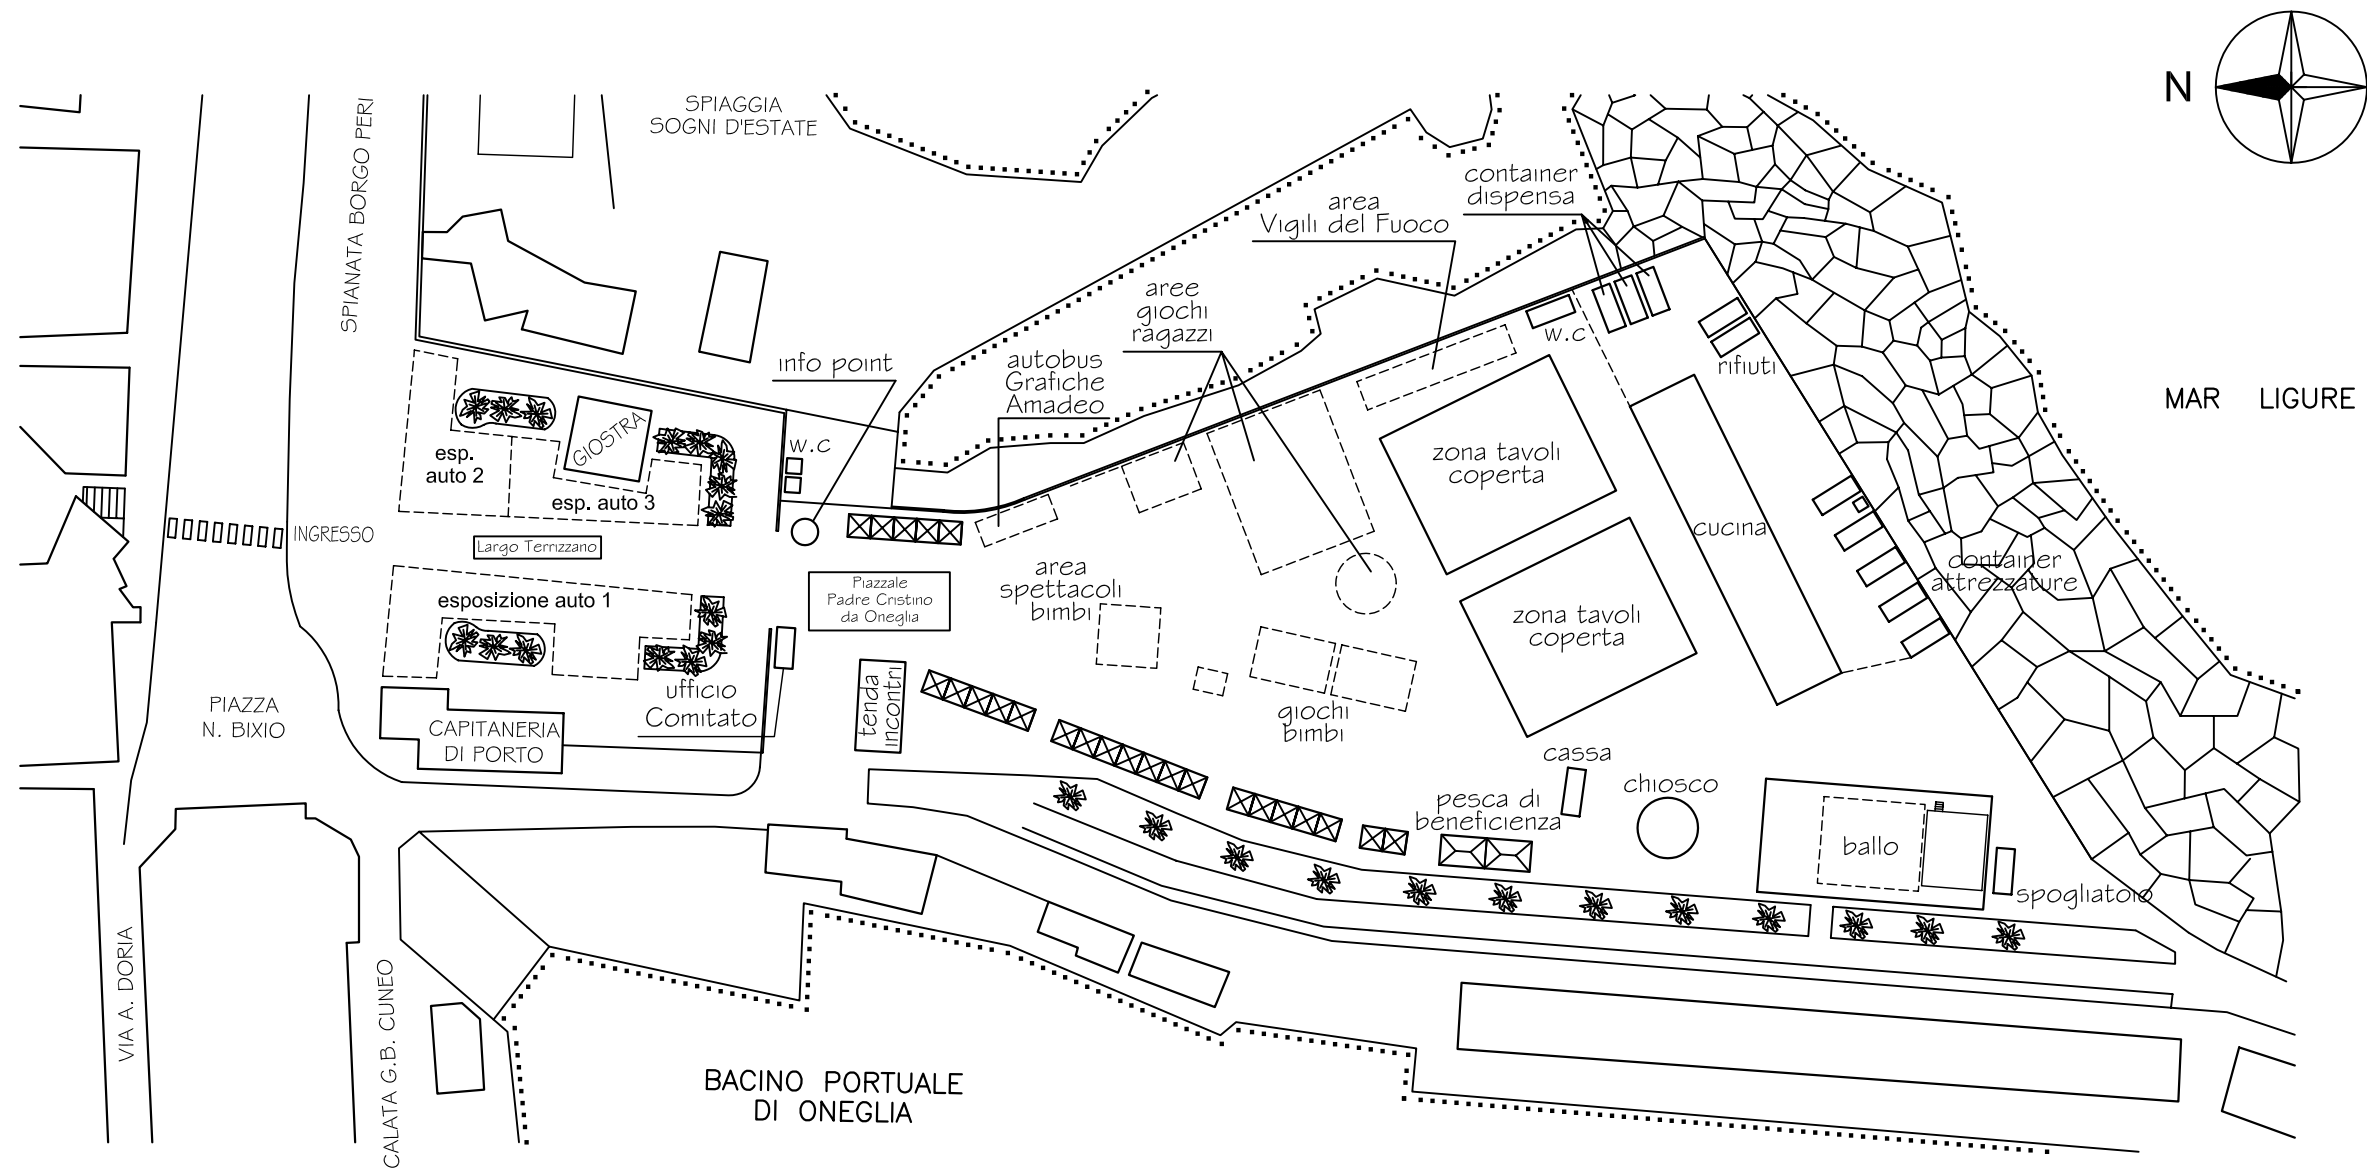 N
SPIAGGIA
SOGNI D'ESTATE
SPIANATA BORGO PERI
container
dispensa
area
Vigili del Fuoco
aree
giochi
ragazzi
info point
autobus
Grafiche
Amadeo
w.c
rifiuti
MAR LIGURE
GIOSTRA
w.c
esp.
auto 2
esp. auto 3
zona tavoli
coperta
cucina
INGRESSO
Largo Terrizzano
container
attrezzature
area
spettacoli
bimbi
Piazzale
Padre Cristino
da Oneglia
esposizione auto 1
zona tavoli
coperta
ufficio
Comitato
tenda
incontri
PIAZZA
N. BIXIO
CAPITANERIA
DI PORTO
giochi
bimbi
cassa
chiosco
pesca di
beneficienza
ballo
spogliatoio
VIA A. DORIA
CALATA G.B. CUNEO
BACINO PORTUALE
DI ONEGLIA